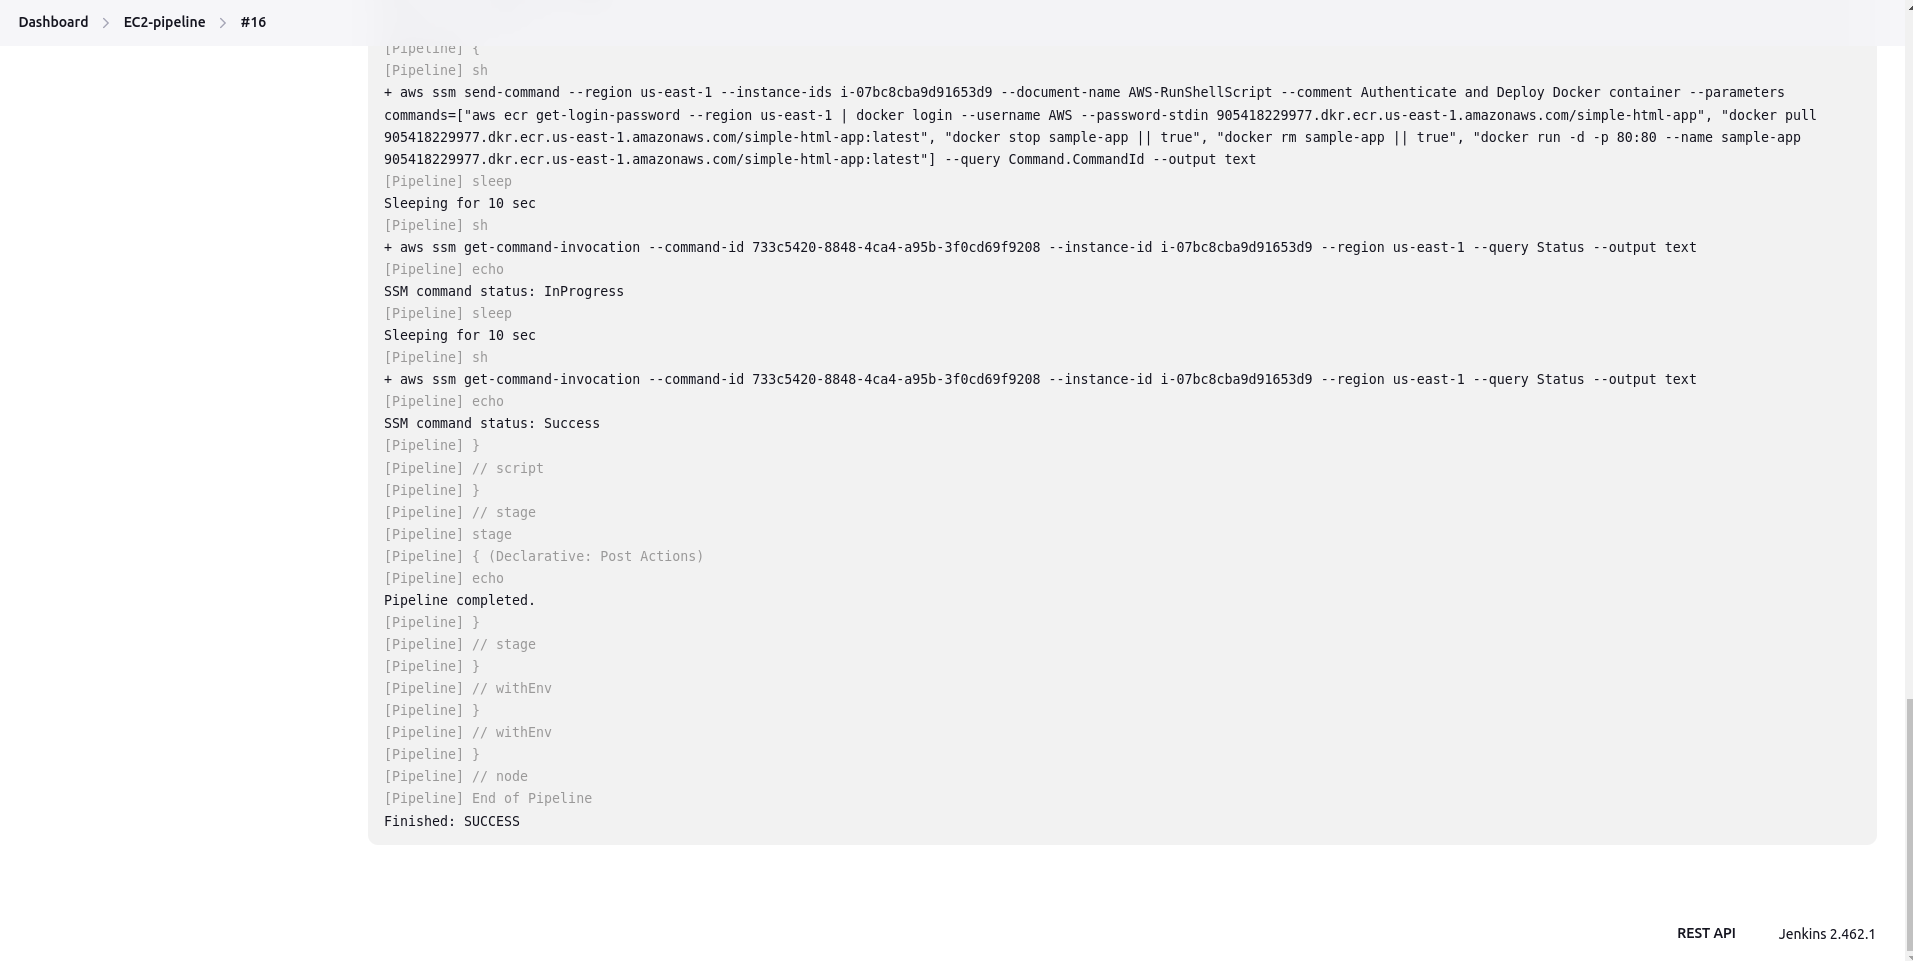 Dashboard > EC2-pipeline > #16
[Pipeline] {
[Pipeline] sh
+ aws ssm send-command --region us-east-1 --instance-ids i-07bc8cba9d91653d9 --document-name AWS-RunShellScript --comment Authenticate and Deploy Docker container --parameters
commands=["aws ecr get-login-password --region us-east-1 | docker login --username AWS --password-stdin 905418229977.dkr.ecr.us-east-1.amazonaws.com/simple-html-app", "docker pull
905418229977.dkr.ecr.us-east-1.amazonaws.com/simple-html-app:latest", "docker stop sample-app || true", "docker rm sample-app || true", "docker run -d -p 80:80 --name sample-app
905418229977.dkr.ecr.us-east-1.amazonaws.com/simple-html-app:latest"] --query Command.CommandId --output text
[Pipeline] sleep
Sleeping for 10 sec
[Pipeline] sh
+ aws ssm get-command-invocation --command-id 733c5420-8848-4ca4-a95b-3f0cd69f9208 --instance-id i-07bc8cba9d91653d9 --region us-east-1 --query Status --output text
[Pipeline] echo
SSM command status: InProgress
[Pipeline] sleep
Sleeping for 10 sec
[Pipeline] sh
+ aws ssm get-command-invocation --command-id 733c5420-8848-4ca4-a95b-3f0cd69f9208 --instance-id i-07bc8cba9d91653d9 --region us-east-1 --query Status --output text
[Pipeline] echo
SSM command status: Success
[Pipeline] }
[Pipeline] // script
[Pipeline] }
[Pipeline] // stage
[Pipeline] stage
[Pipeline] { (Declarative: Post Actions)
[Pipeline] echo
Pipeline completed.
[Pipeline] }
[Pipeline] // stage
[Pipeline] }
[Pipeline] // withEnv
[Pipeline] }
[Pipeline] // withEnv
[Pipeline] }
[Pipeline] // node
[Pipeline] End of Pipeline
Finished: SUCCESS
REST API Jenkins 2.462.1